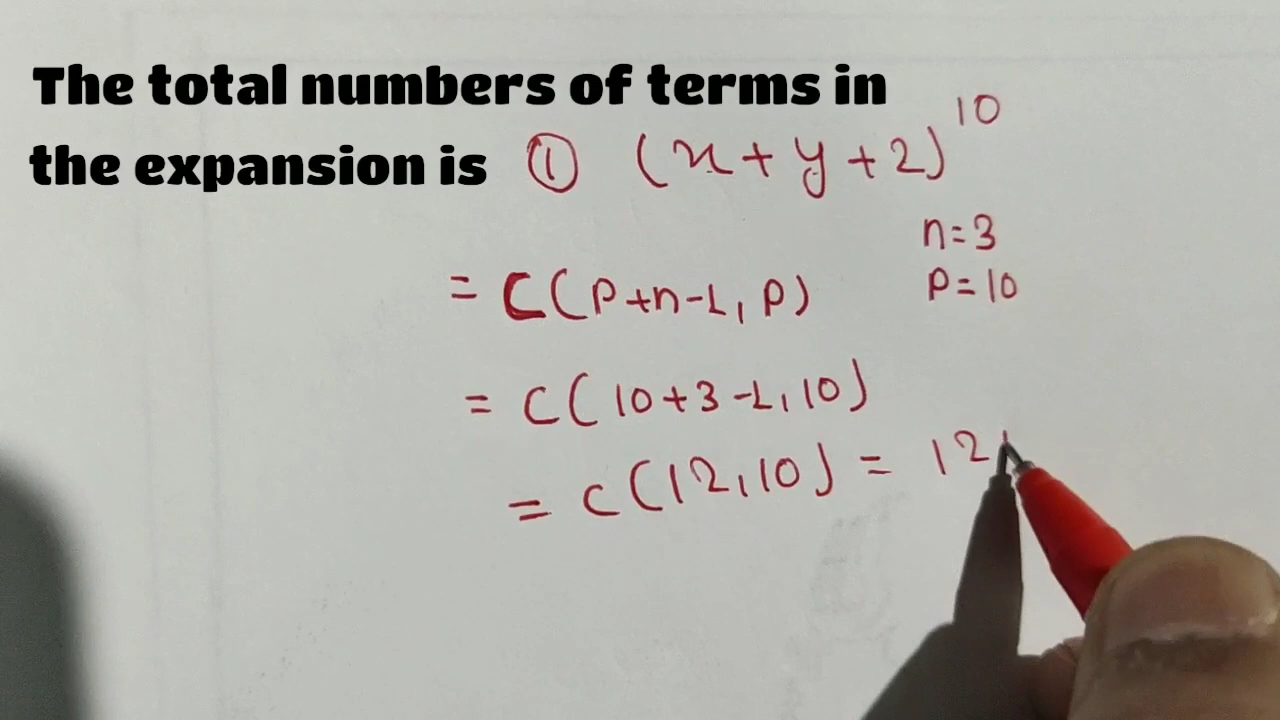 The total numbers of terms in
the expansion is ① (x+y+2)^10
n=3
= C(P+n-1, P) P=10
= C(10+3-1, 10)
= C(12,10) = 12